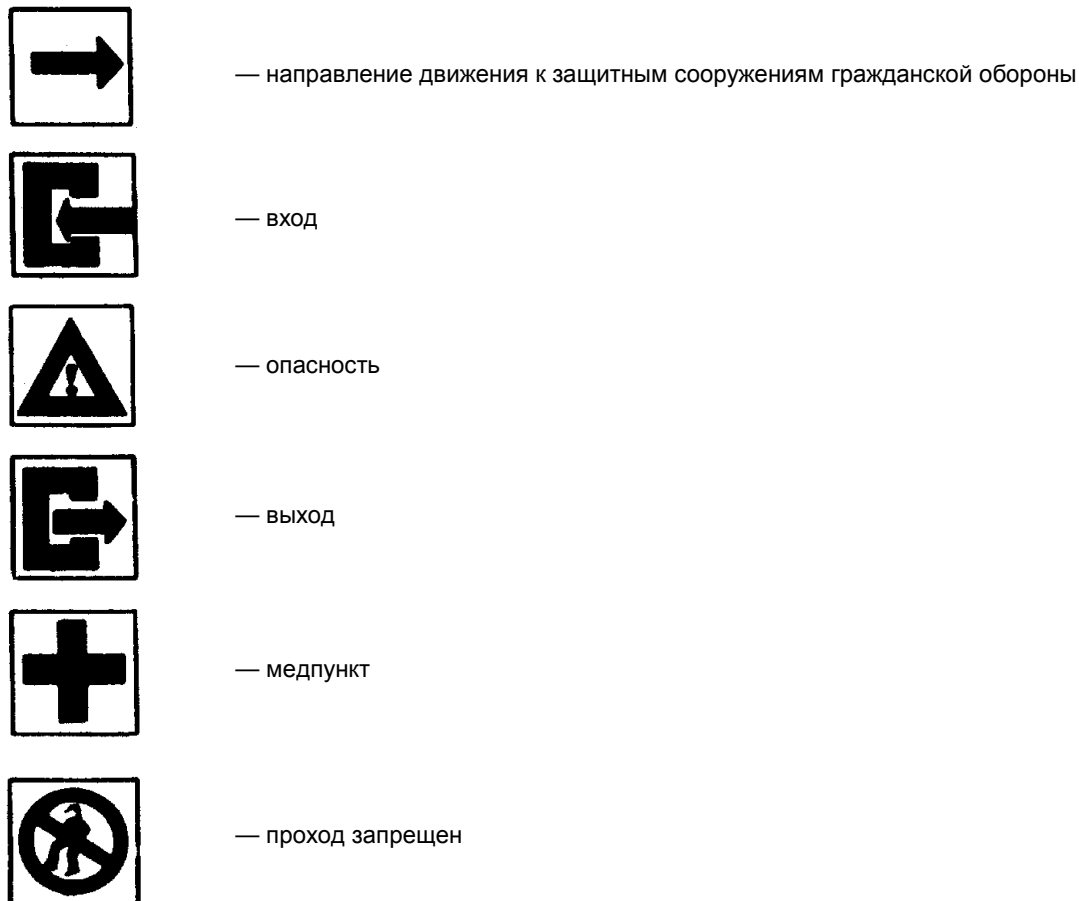 — направление движения к защитным сооружениям гражданской обороны
— вход
— опасность
— выход
— медпункт
— проход запрещен